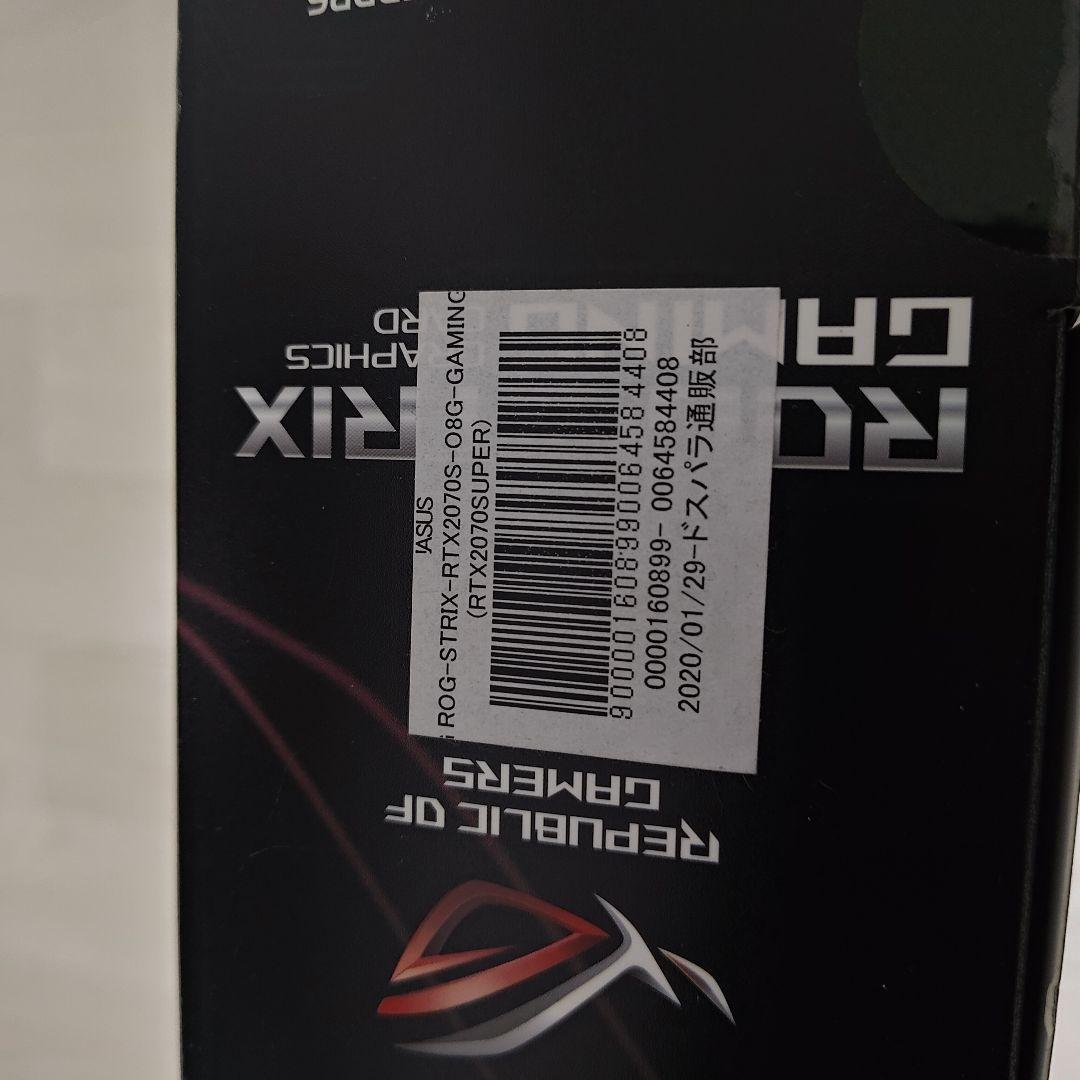 ASUS
ROG-STRIX-RTX2070S-O8G-GAMING
(RTX2070SUPER)
9000016089900064584408
0000160899- 0064584408
2020/01/29-ドスパラ通販部
REPUBLIC OF
GAMERS
GAMING
GRAPHICS